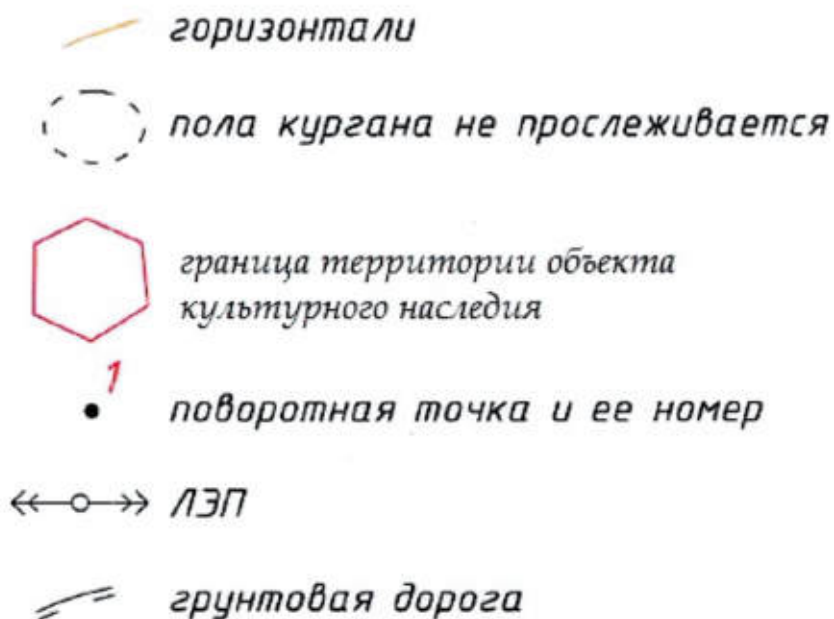 горизонтали
пола кургана не прослеживается
граница территории объекта
культурного наследия
1
поворотная точка и ее номер
ЛЭП
грунтовая дорога